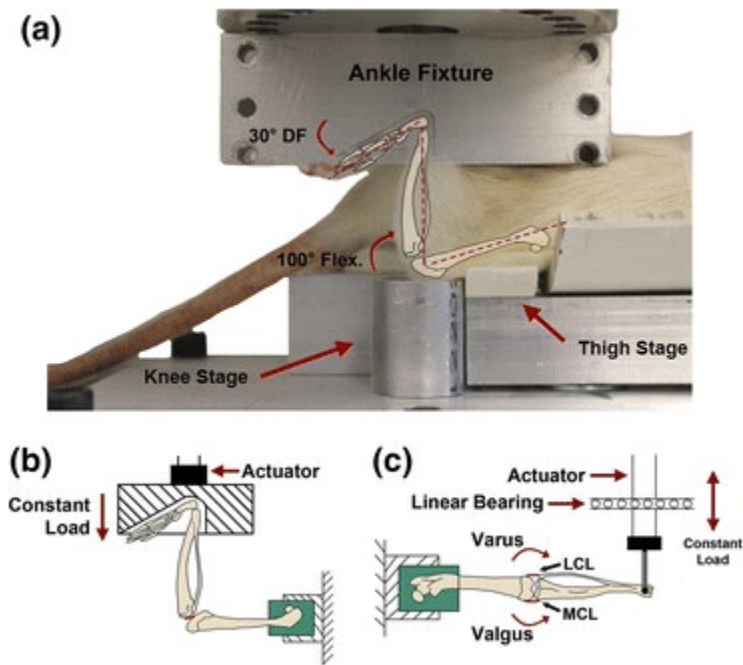 (a)
Ankle Fixture
30° DF
100° Flex.
Thigh Stage
Knee Stage
(b)
Actuator
Constant
Load
(c)
Actuator
Linear Bearing
Constant
Load
Varus
LCL
MCL
Valgus